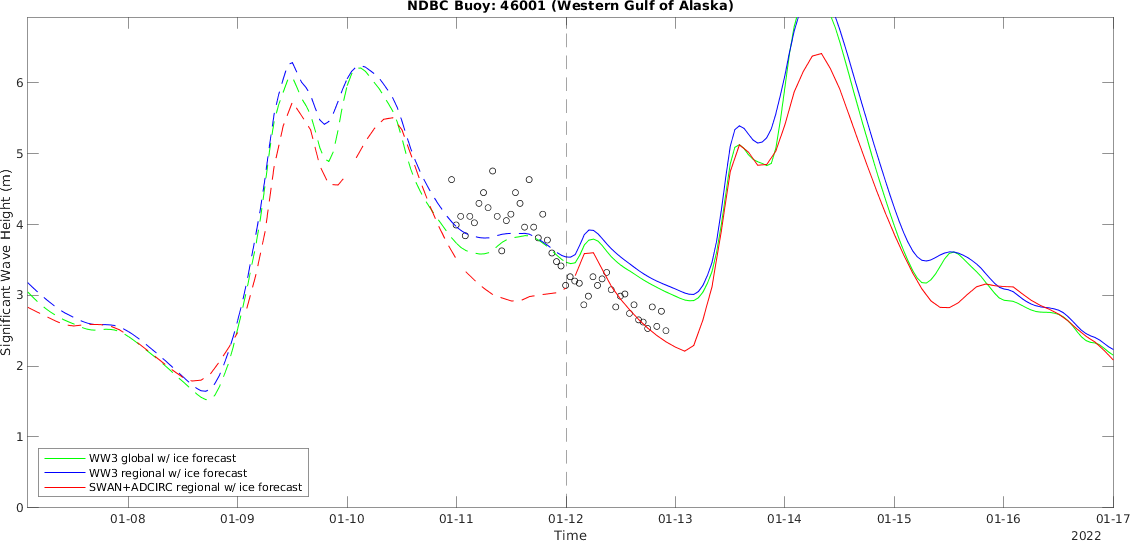 NDBC Buoy: 46001 (Western Gulf of Alaska)
Significant Wave Height (m)
6
5
4
3
2
1
0
WW3 global w/ ice forecast
WW3 regional w/ ice forecast
SWAN+ADCIRC regional w/ ice forecast
01-08 01-09 01-10 01-11 01-12 01-13 01-14 01-15 01-16 01-17
Time
2022